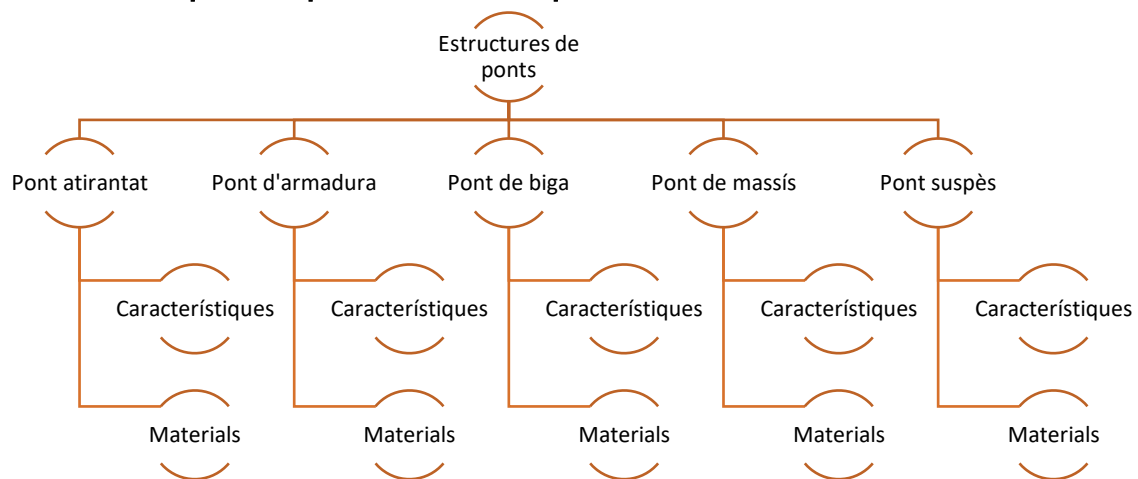 Estructures de
ponts
Pont atirantat
Pont d'armadura
Pont de biga
Pont de massís
Pont suspès
Característiques
Característiques
Característiques
Característiques
Característiques
Materials
Materials
Materials
Materials
Materials